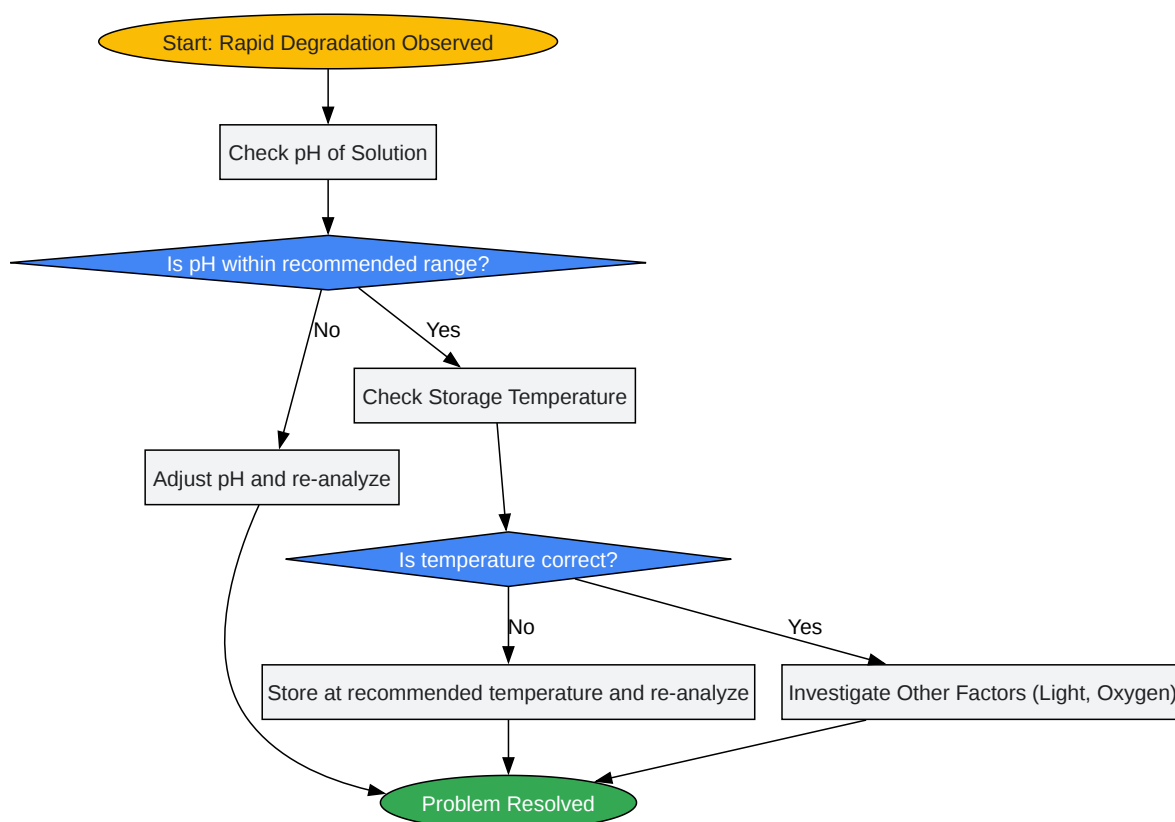 Start: Rapid Degradation Observed
Check pH of Solution
Is pH within recommended range?
No
Yes
Check Storage Temperature
Adjust pH and re-analyze
Is temperature correct?
No
Yes
Store at recommended temperature and re-analyze
Investigate Other Factors (Light, Oxygen)
Problem Resolved